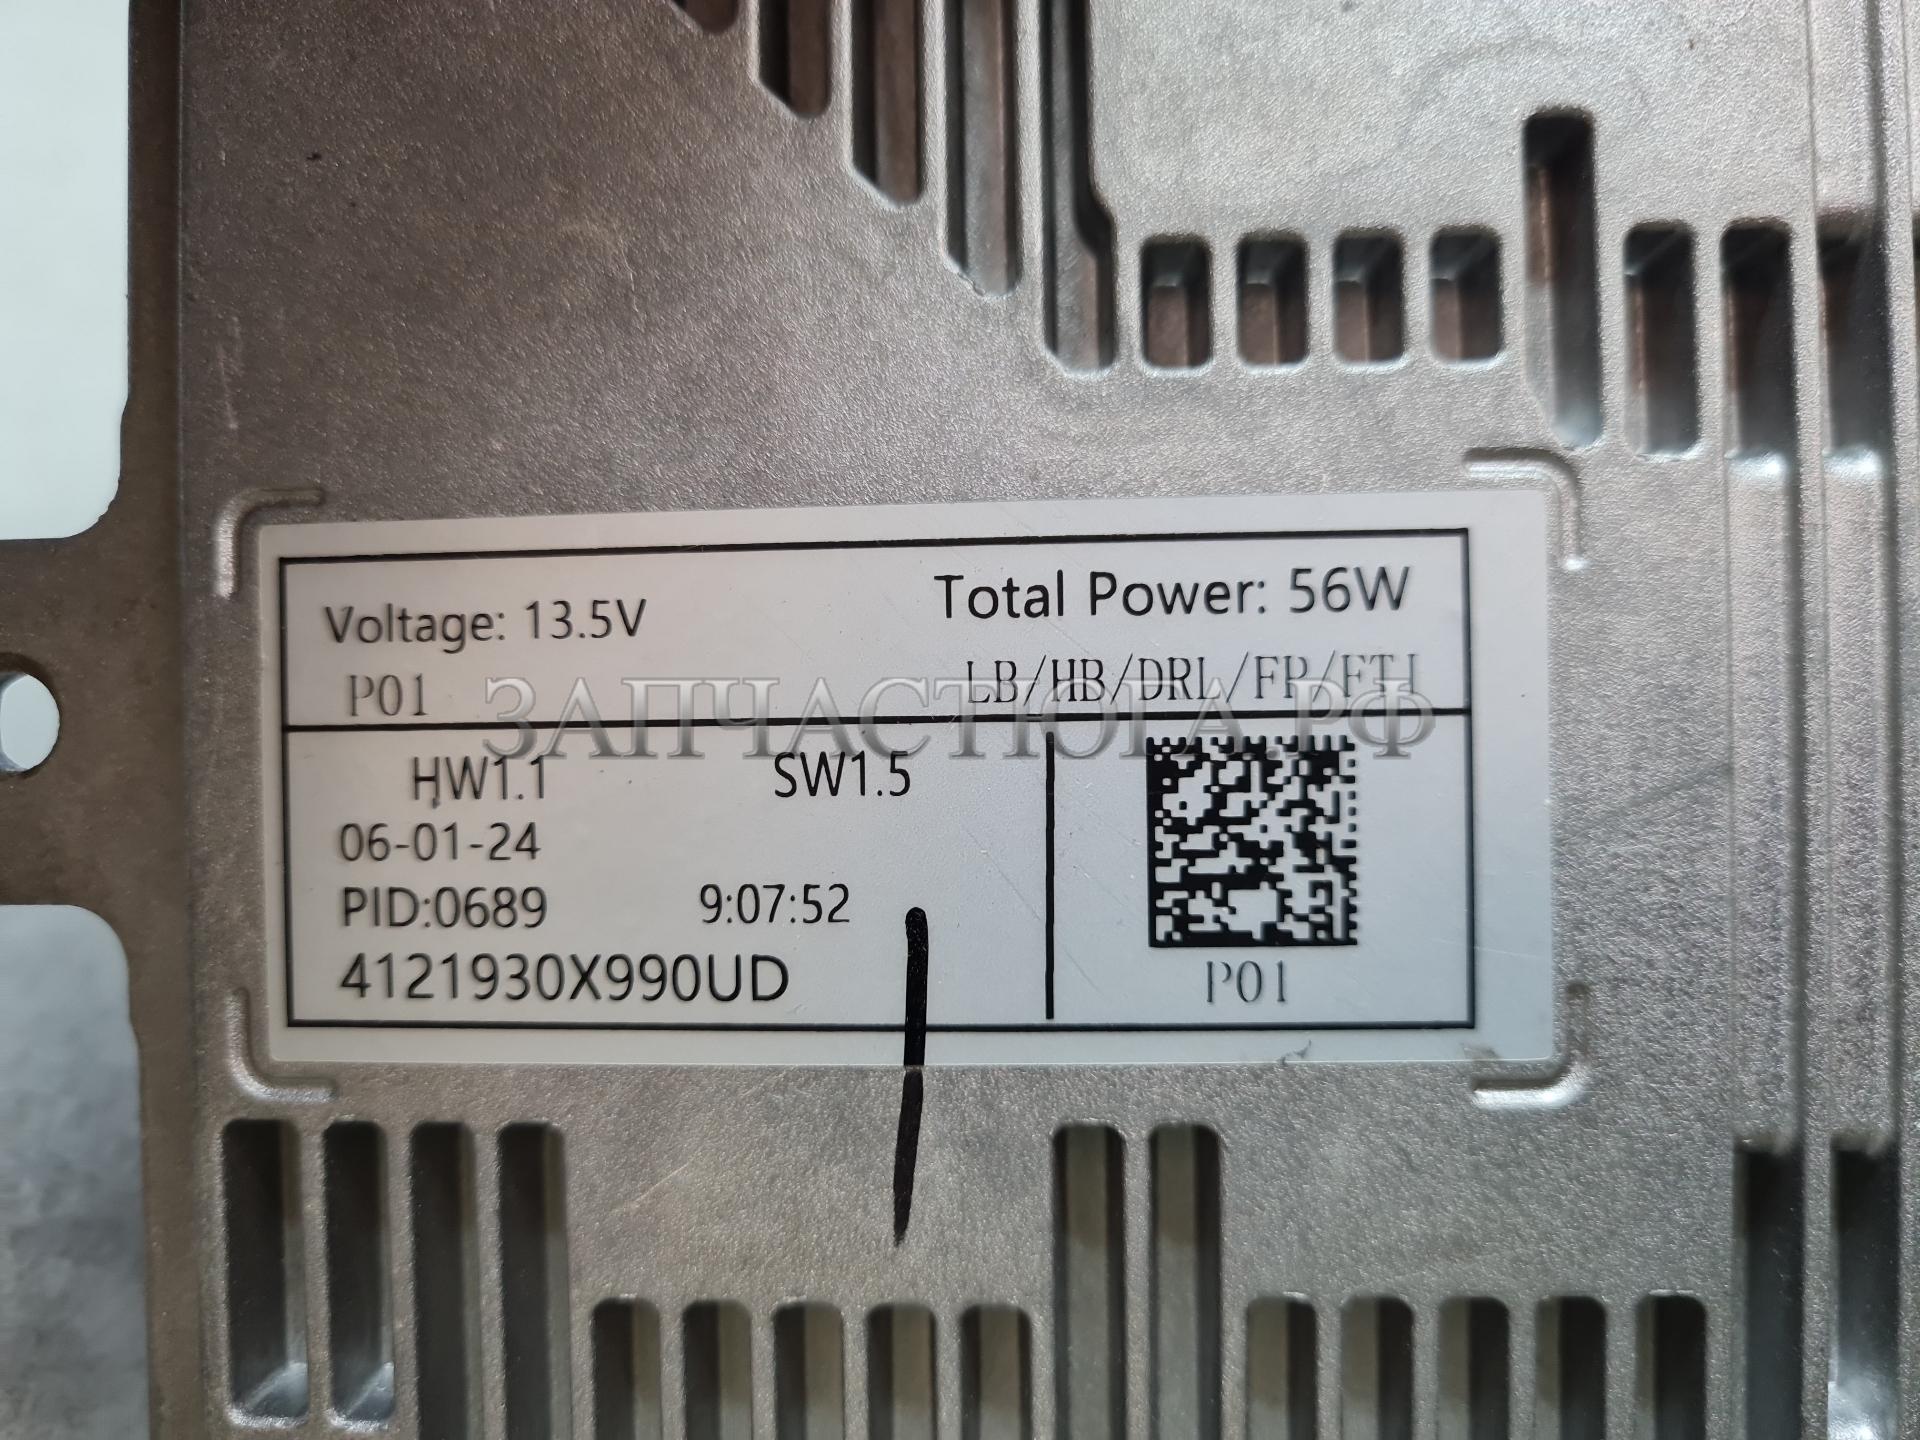 Voltage: 13.5V Total Power: 56W
P01 LB/HB/DRL/FP/FTI
ЗАПЧАСТЮГА.РФ
HW1.1 SW1.5
06-01-24
PID:0689 9:07:52
4121930X990UD
P01